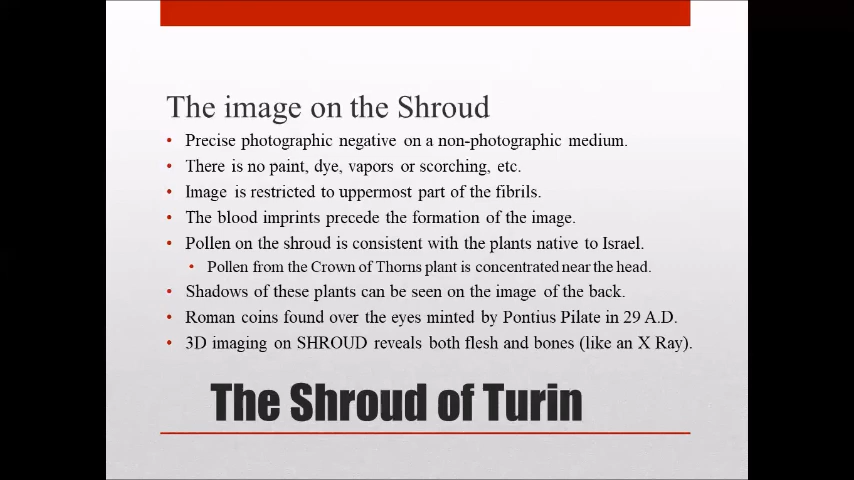 The image on the Shroud
• Precise photographic negative on a non-photographic medium.
• There is no paint, dye, vapors or scorching, etc.
• Image is restricted to uppermost part of the fibrils.
• The blood imprints precede the formation of the image.
• Pollen on the shroud is consistent with the plants native to Israel.
• Pollen from the Crown of Thorns plant is concentrated near the head.
• Shadows of these plants can be seen on the image of the back.
• Roman coins found over the eyes minted by Pontius Pilate in 29 A.D.
• 3D imaging on SHROUD reveals both flesh and bones (like an X Ray).
The Shroud of Turin